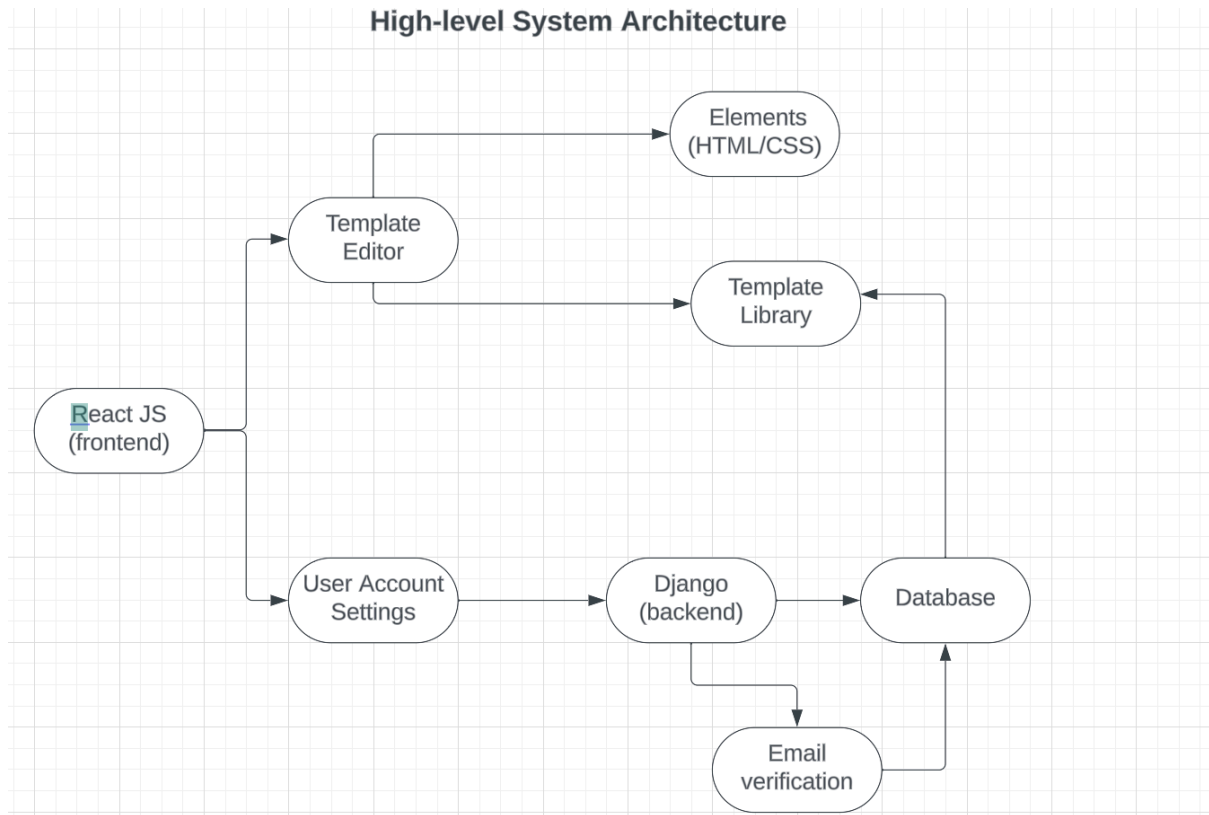 High-level System Architecture
Elements
(HTML/CSS)
Template
Editor
Template
Library
React JS
(frontend)
User Account
Settings
Django
(backend)
Database
Email
verification